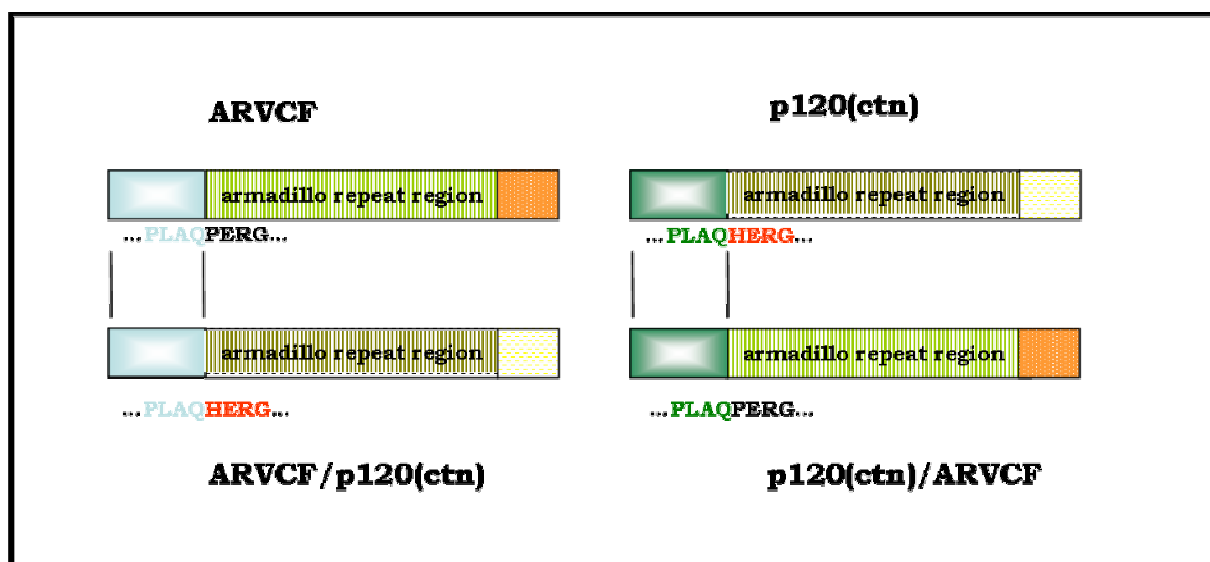 ARVCF
p120(ctn)
armadillo repeat region
armadillo repeat region
...PLAQPERG...
...PLAQHERG...
armadillo repeat region
armadillo repeat region
...PLAQHERG...
...PLAQPERG...
ARVCF/p120(ctn)
p120(ctn)/ARVCF